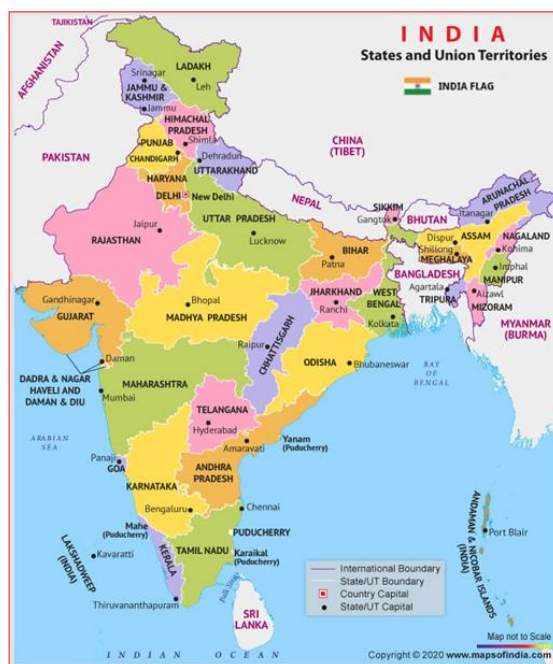 INDIA
States and Union Territories
INDIA FLAG
TAJIKISTAN
AFGHANISTAN
PAKISTAN
CHINA
(TIBET)
NEPAL
BHUTAN
BANGLADESH
MYANMAR
(BURMA)
SRI
LANKA
LADAKH
Leh
Srinagar
JAMMU &
KASHMIR
Jammu
HIMACHAL
PRADESH
Shimla
PUNJAB
CHANDIGARH
Dehradun
UTTARAKHAND
HARYANA
DELHI
New Delhi
RAJASTHAN
Jaipur
UTTAR PRADESH
Lucknow
BIHAR
Patna
SIKKIM
Gangtok
ARUNACHAL
PRADESH
Itanagar
ASSAM
Dispur
NAGALAND
Kohima
Shillong
MEGHALAYA
Imphal
MANIPUR
Agartala
TRIPURA
Aizawl
MIZORAM
Gandhinagar
GUJARAT
Bhopal
MADHYA PRADESH
JHARKHAND
Ranchi
WEST
BENGAL
Kolkata
Raipur
CHHATTISGARH
ODISHA
Bhubaneswar
Daman
DADRA & NAGAR
HAVELI AND
DAMAN & DIU
Mumbai
MAHARASHTRA
TELANGANA
Hyderabad
Amaravati
Yanam
(Puducherry)
BAY
OF
BENGAL
ARABIAN
SEA
Panaji
GOA
KARNATAKA
ANDHRA
PRADESH
Bengaluru
Chennai
Mahe
(Puducherry)
PUDUCHERRY
TAMIL NADU
Karaikal
(Puducherry)
KERALA
Thiruvananthapuram
Palk Strait
LAKSHADWEEP
(INDIA)
Kavaratti
ANDAMAN & NICOBAR ISLANDS
(INDIA)
Port Blair
International Boundary
State/UT Boundary
Country Capital
State/UT Capital
INDIAN OCEAN
Map not to Scale
Copyright © 2020 www.mapsofindia.com